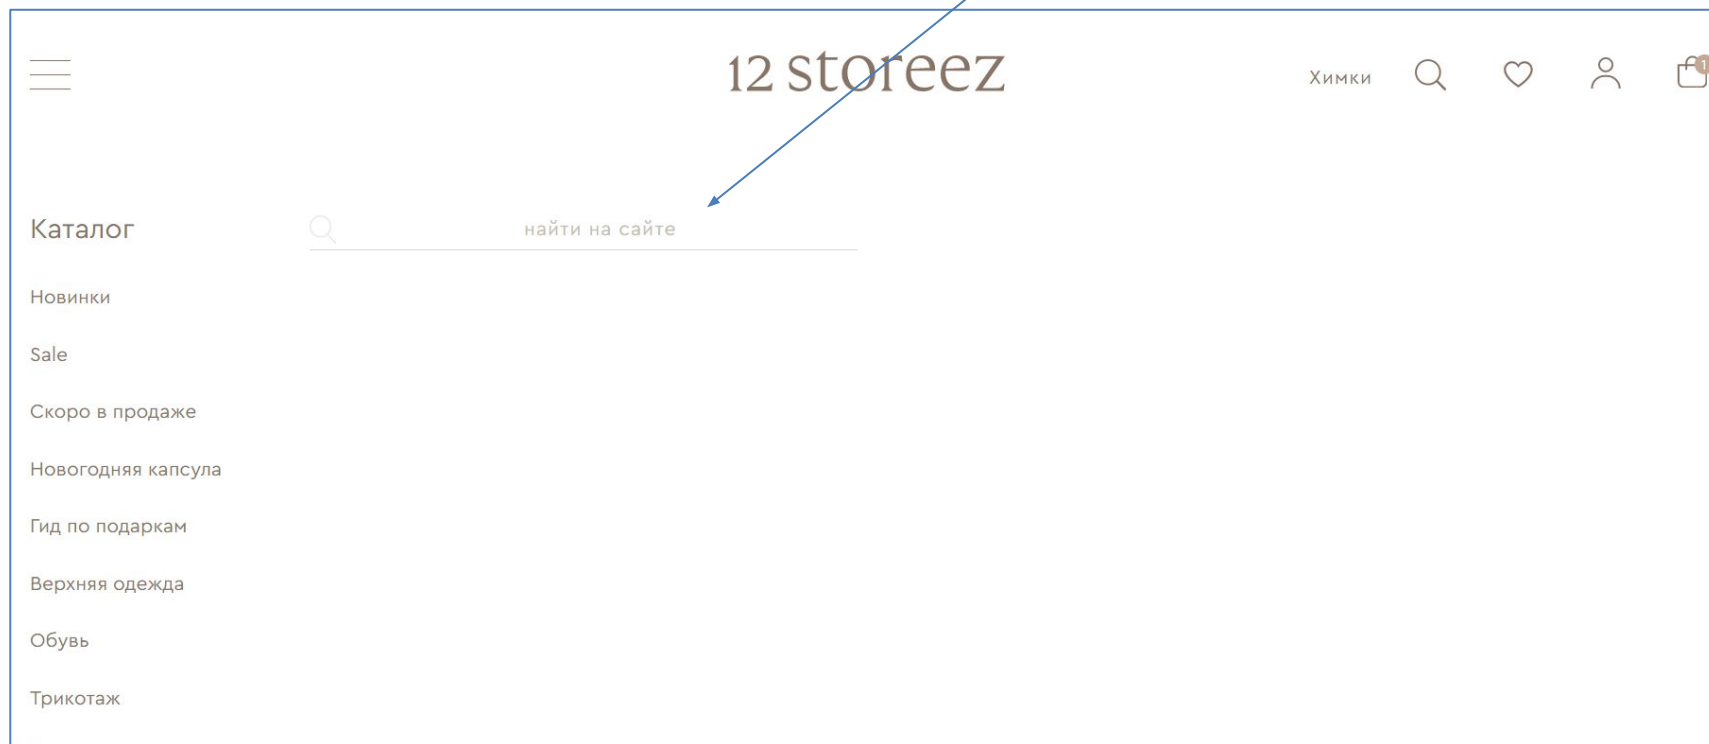 12 storeez
Химки
1
Каталог
найти на сайте
Новинки
Sale
Скоро в продаже
Новогодняя капсула
Гид по подаркам
Верхняя одежда
Обувь
Трикотаж